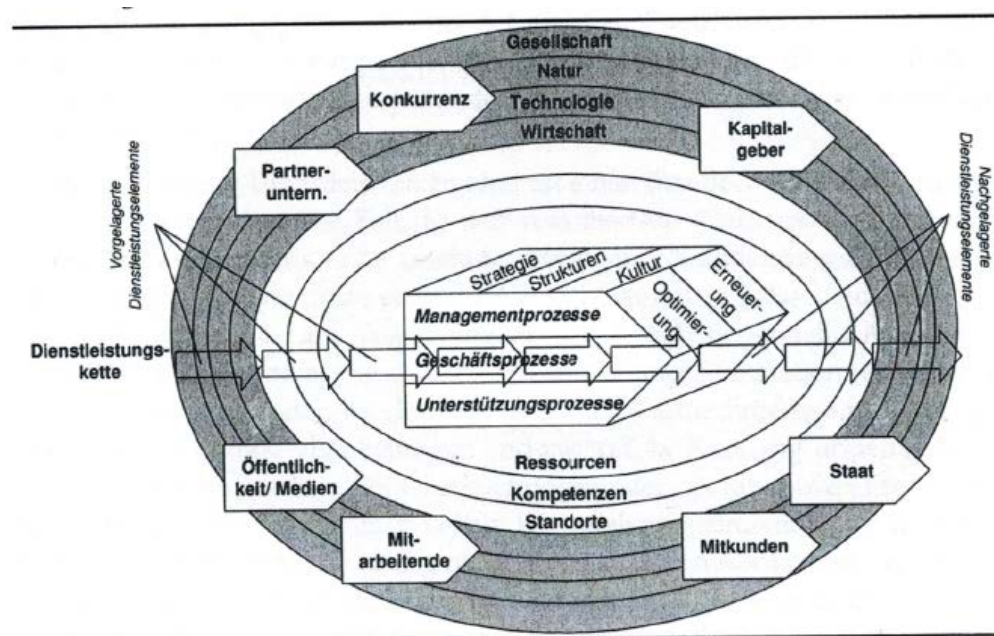 Gesellschaft
Natur
Technologie
Wirtschaft
Konkurrenz
Kapital-
geber
Partner-
untern.
Vorgelagerte
Dienstleistungselemente
Nachgelagerte
Dienstleistungselemente
Strategie
Strukturen
Kultur
Optimier-
ung
Erneuer-
ung
Managementprozesse
Dienstleistungs-
kette
Geschäftsprozesse
Unterstützungsprozesse
Ressourcen
Kompetenzen
Standorte
Öffentlich-
keit/ Medien
Staat
Mit-
arbeitende
Mitkunden